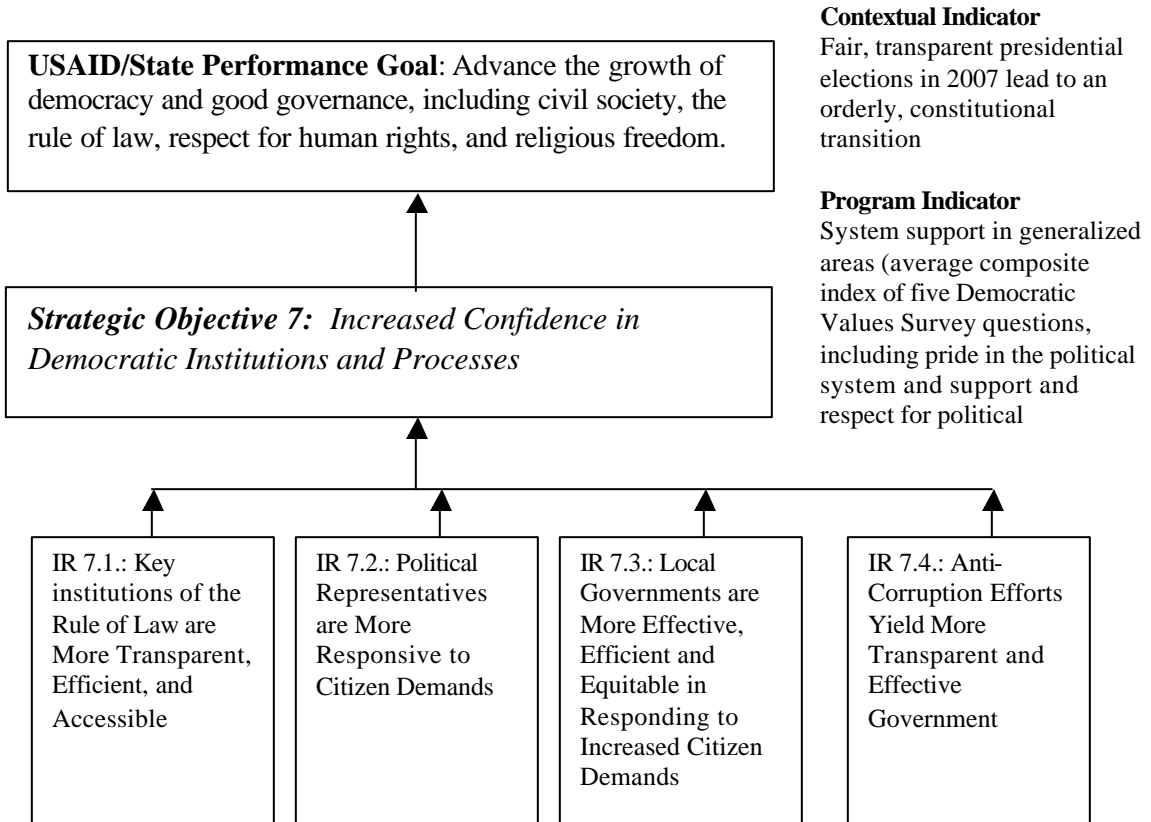 Contextual Indicator
Fair, transparent presidential
elections in 2007 lead to an
orderly, constitutional
transition
USAID/State Performance Goal: Advance the growth of
democracy and good governance, including civil society, the
rule of law, respect for human rights, and religious freedom.
Program Indicator
System support in generalized
areas (average composite
index of five Democratic
Values Survey questions,
including pride in the political
system and support and
respect for political
Strategic Objective 7: Increased Confidence in
Democratic Institutions and Processes
IR 7.1.: Key
institutions of the
Rule of Law are
More Transparent,
Efficient, and
Accessible
IR 7.2.: Political
Representatives
are More
Responsive to
Citizen Demands
IR 7.3.: Local
Governments are
More Effective,
Efficient and
Equitable in
Responding to
Increased Citizen
Demands
IR 7.4.: Anti-
Corruption Efforts
Yield More
Transparent and
Effective
Government